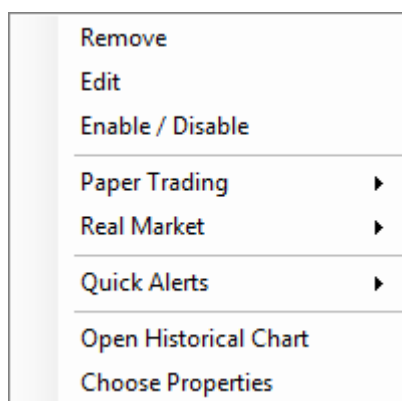 Remove
Edit
Enable / Disable
Paper Trading
Real Market
Quick Alerts
Open Historical Chart
Choose Properties